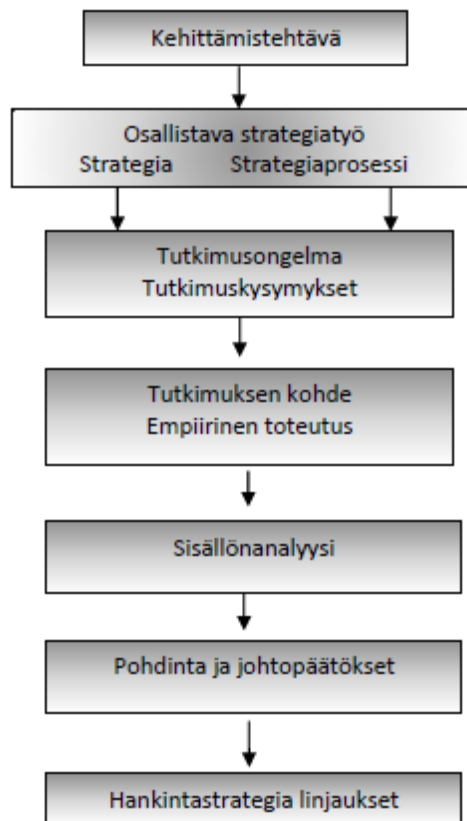 Kehittämistehtävä
Osallistava strategiatyö
Strategia Strategiaprosessi
Tutkimusongelma
Tutkimuskysymykset
Tutkimuksen kohde
Empiirinen toteutus
Sisällönanalyysi
Pohdinta ja johtopäätökset
Hankintastrategia linjaukset